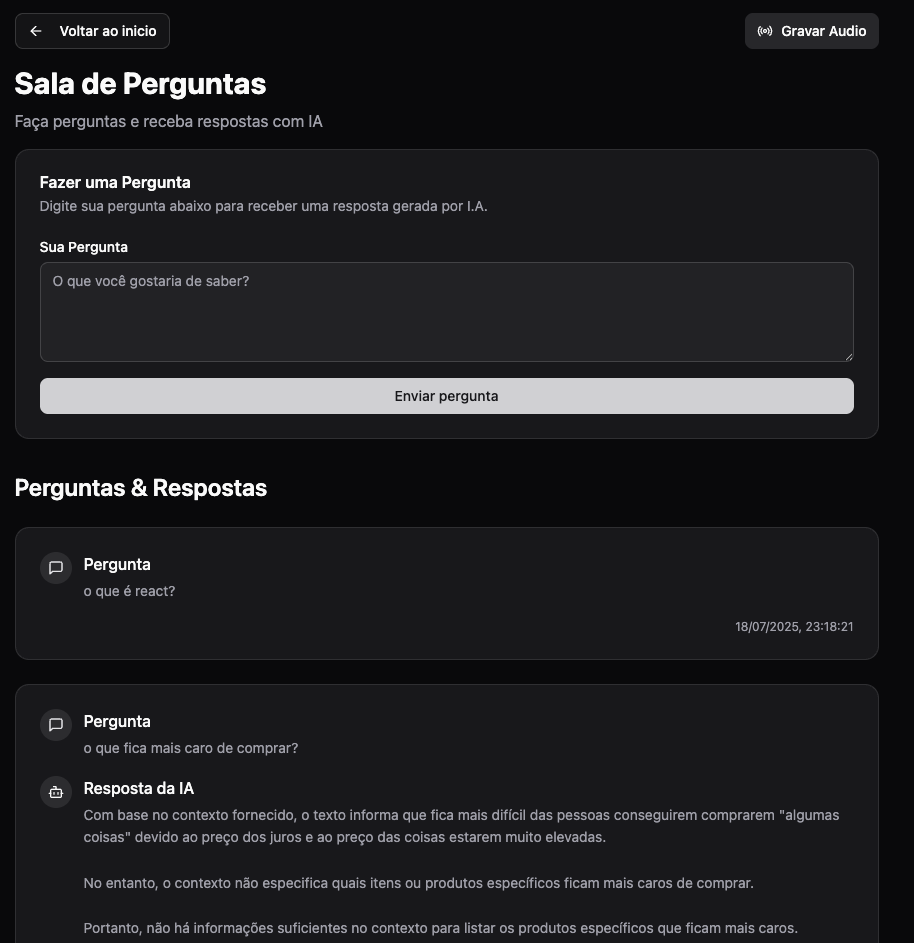 Voltar ao inicio
Gravar Audio
Sala de Perguntas
Faça perguntas e receba respostas com IA
Fazer uma Pergunta
Digite sua pergunta abaixo para receber uma resposta gerada por I.A.
Sua Pergunta
O que você gostaria de saber?
Enviar pergunta
Perguntas & Respostas
Pergunta
o que é react?
18/07/2025, 23:18:21
Pergunta
o que fica mais caro de comprar?
Resposta da IA
Com base no contexto fornecido, o texto informa que fica mais difícil das pessoas conseguirem comprarem "algumas
coisas" devido ao preço dos juros e ao preço das coisas estarem muito elevadas.
No entanto, o contexto não especifica quais itens ou produtos específicos ficam mais caros de comprar.
Portanto, não há informações suficientes no contexto para listar os produtos específicos que ficam mais caros.